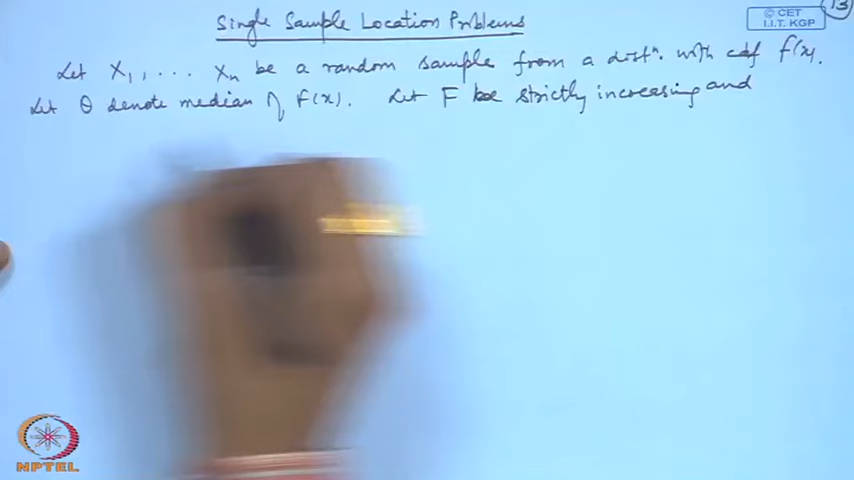 Single Sample Location Problems
© CET
I.I.T. KGP
13
Let X1, ... Xn be a random sample from a distn. with cdf F(x).
Let θ denote median of F(x). Let F be strictly increasing and
NPTEL